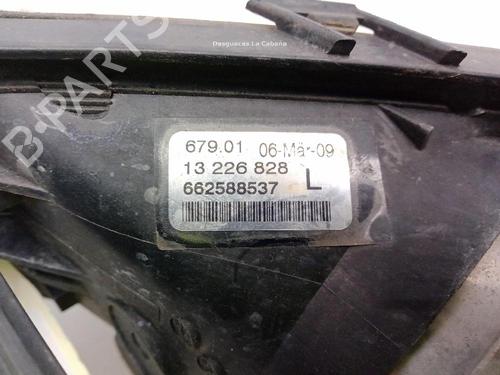 Desguaces La Cabaña
679.01 06-Mär-09
13 226 828 L
662588537
B-PARTS